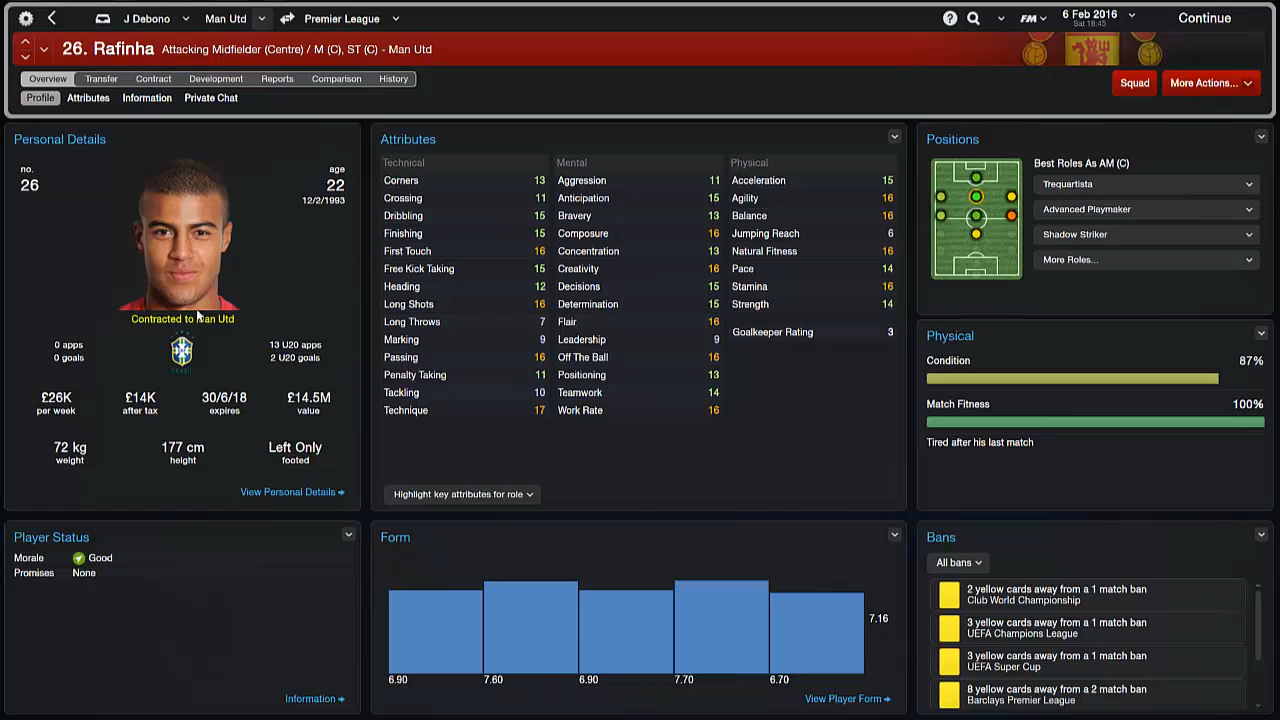 J Debono Man Utd Premier League ? FM 6 Feb 2016 Sat 18:45 Continue
26. Rafinha Attacking Midfielder (Centre) / M (C), ST (C) - Man Utd
Overview Transfer Contract Development Reports Comparison History
Squad More Actions...
Profile Attributes Information Private Chat
Personal Details
no.
26
age
22
12/2/1993
Contracted to Man Utd
0 apps
0 goals
13 U20 apps
2 U20 goals
£26K £14K 30/6/18 £14.5M
per week after tax expires value
72 kg 177 cm Left Only
weight height footed
View Personal Details
Attributes
Technical
Corners 13
Crossing 11
Dribbling 15
Finishing 15
First Touch 16
Free Kick Taking 15
Heading 12
Long Shots 16
Long Throws 7
Marking 9
Passing 16
Penalty Taking 11
Tackling 10
Technique 17
Mental
Aggression 11
Anticipation 15
Bravery 13
Composure 16
Concentration 13
Creativity 16
Decisions 15
Determination 15
Flair 16
Leadership 9
Off The Ball 16
Positioning 13
Teamwork 14
Work Rate 16
Physical
Acceleration 15
Agility 16
Balance 16
Jumping Reach 6
Natural Fitness 16
Pace 14
Stamina 16
Strength 14
Goalkeeper Rating 3
Highlight key attributes for role
Positions
Best Roles As AM (C)
Trequartista
Advanced Playmaker
Shadow Striker
More Roles...
Physical
Condition 87%
Match Fitness 100%
Tired after his last match
Player Status
Morale Good
Promises None
Information
Form
7.16
6.90 7.60 6.90 7.70 6.70
View Player Form
Bans
All bans
2 yellow cards away from a 1 match ban
Club World Championship
3 yellow cards away from a 1 match ban
UEFA Champions League
3 yellow cards away from a 1 match ban
UEFA Super Cup
8 yellow cards away from a 2 match ban
Barclays Premier League